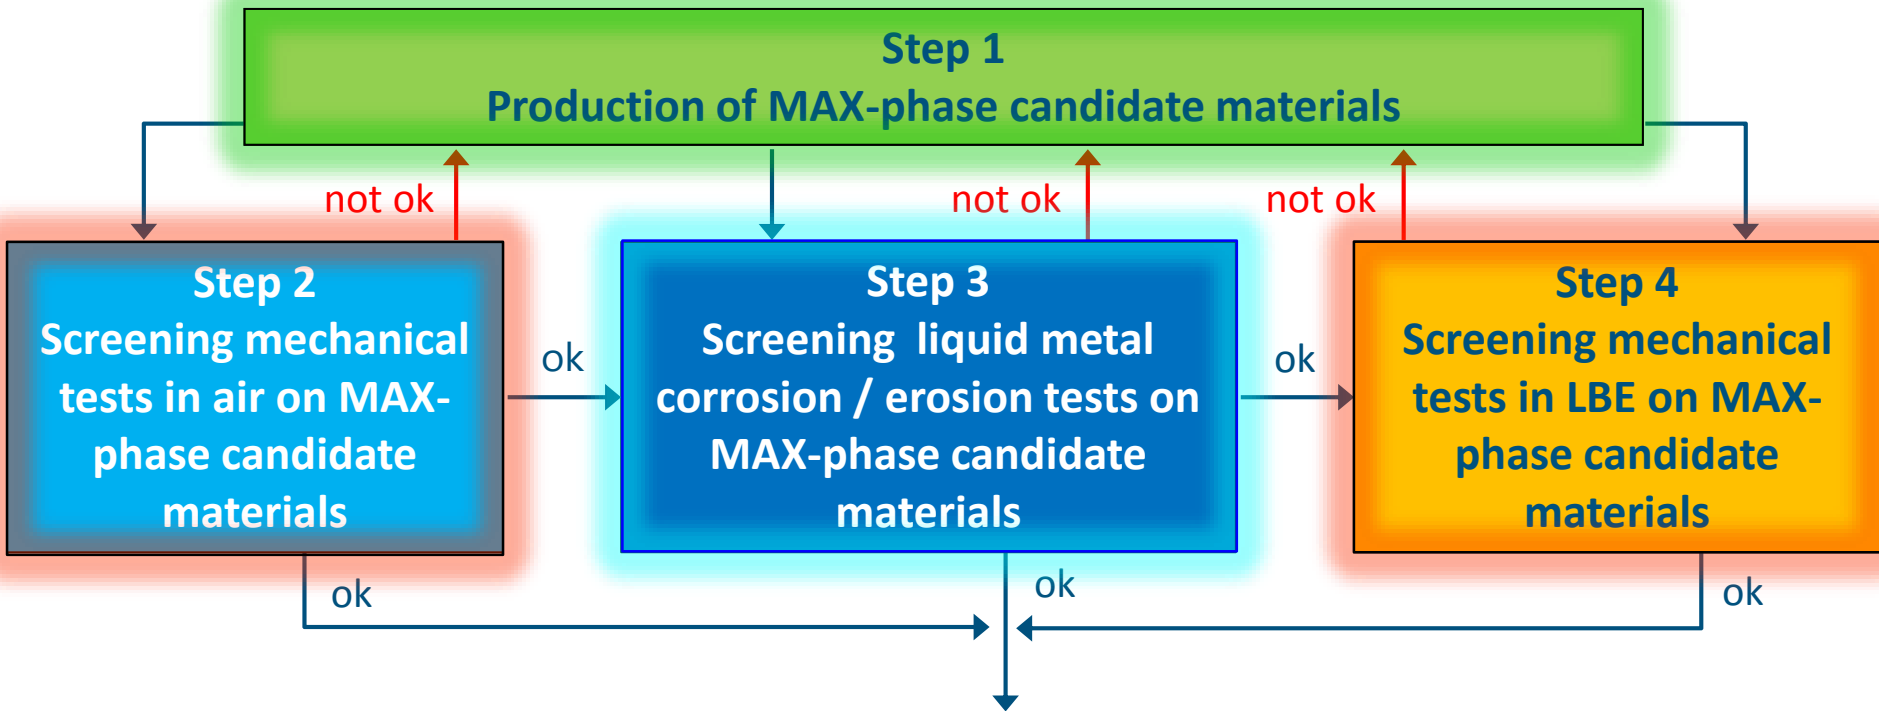 Step 1
Production of MAX-phase candidate materials
not ok
not ok
not ok
Step 2
Screening mechanical
tests in air on MAX-
phase candidate
materials
ok
Step 3
Screening liquid metal
corrosion / erosion tests on
MAX-phase candidate
materials
ok
Step 4
Screening mechanical
tests in LBE on MAX-
phase candidate
materials
ok
ok
ok